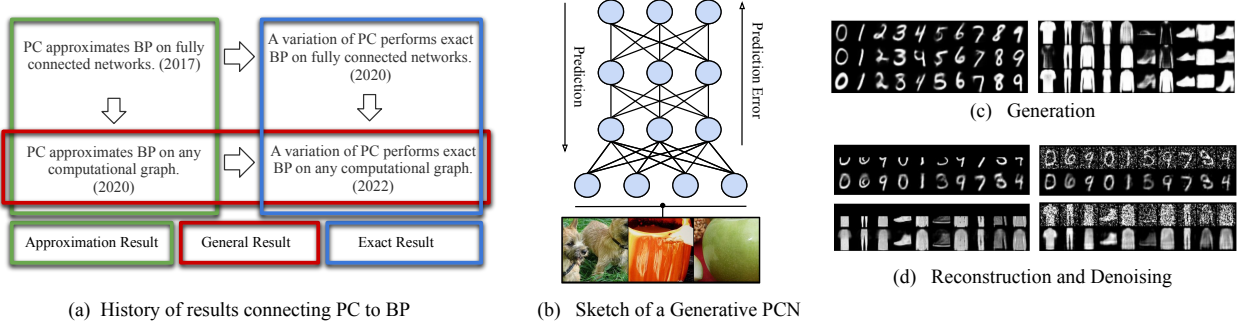 PC approximates BP on fully
connected networks. (2017)
A variation of PC performs exact
BP on fully connected networks.
(2020)
PC approximates BP on any
computational graph.
(2020)
A variation of PC performs exact
BP on any computational graph.
(2022)
Approximation Result
General Result
Exact Result
(a) History of results connecting PC to BP
Prediction
Prediction Error
(b) Sketch of a Generative PCN
0 1 2 3 4 5 6 7 8 9
0 1 2 3 4 5 6 7 8 9
0 1 2 3 4 5 6 7 8 9
(c) Generation
0 6 9 0 1 3 9 7 3 4
0 6 9 0 1 5 9 7 3 4
0 6 9 0 1 5 9 7 3 4
(d) Reconstruction and Denoising